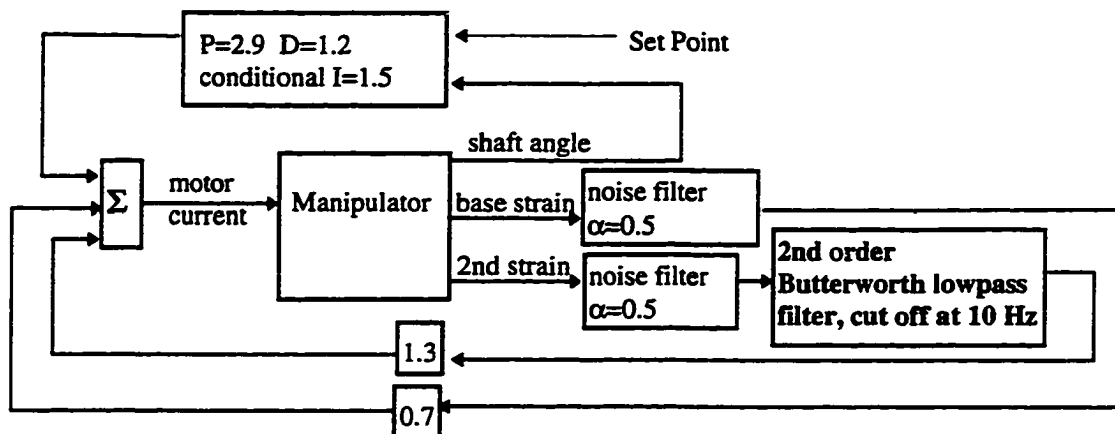 P=2.9 D=1.2
conditional I=1.5
Set Point
shaft angle
Σ
motor
current
Manipulator
base strain
noise filter
α=0.5
2nd strain
noise filter
α=0.5
2nd order
Butterworth lowpass
filter, cut off at 10 Hz
1.3
0.7